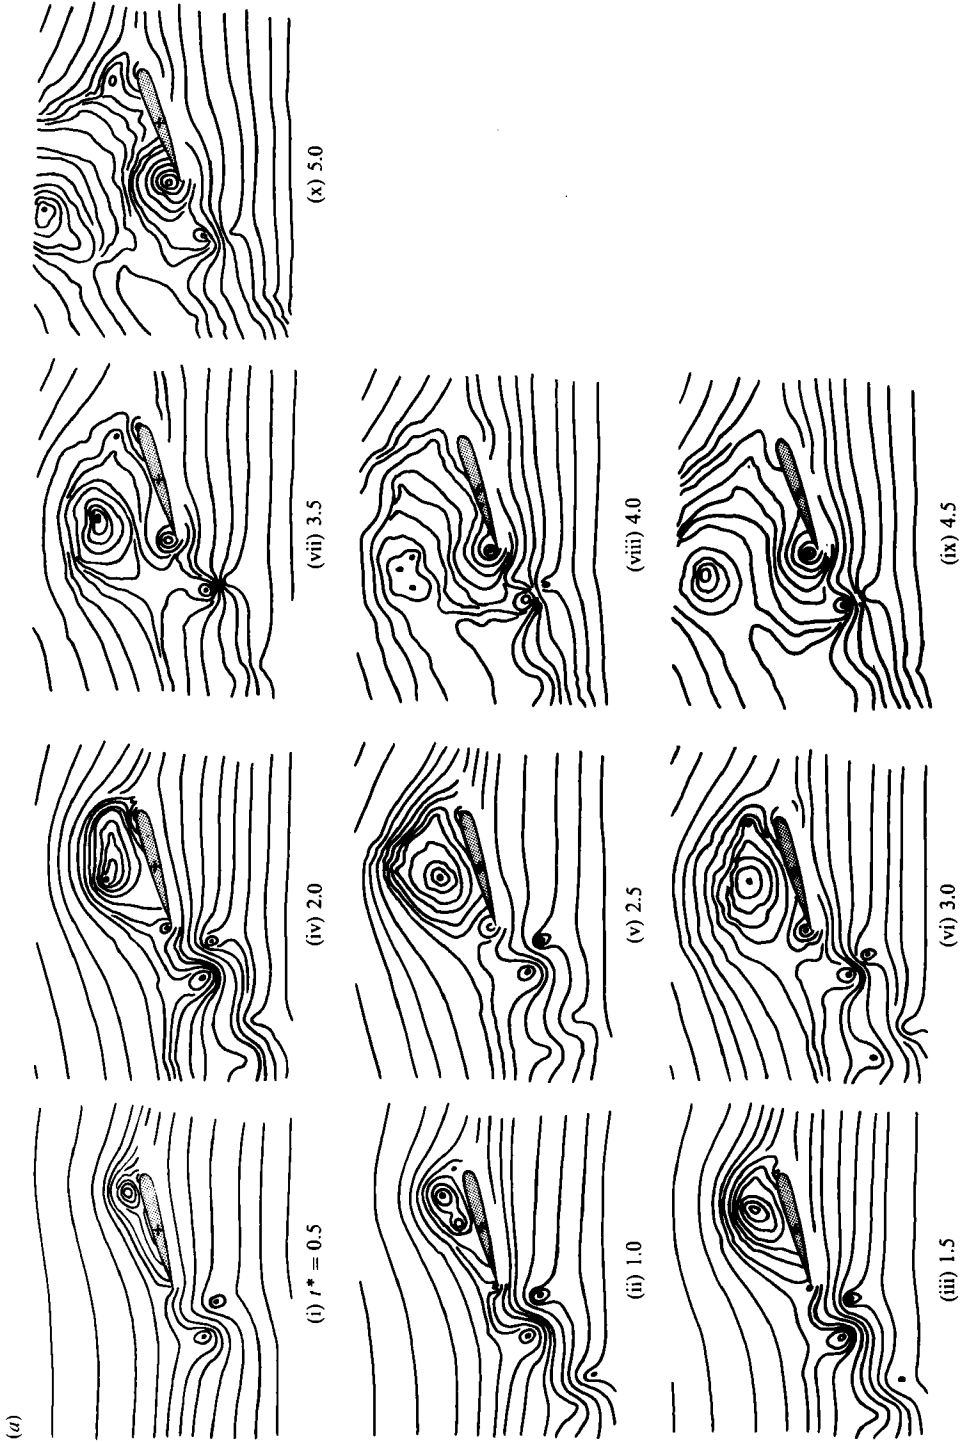 (a)
(i) t* = 0.5
(ii) 1.0
(iii) 1.5
(iv) 2.0
(v) 2.5
(vi) 3.0
(vii) 3.5
(viii) 4.0
(ix) 4.5
(x) 5.0